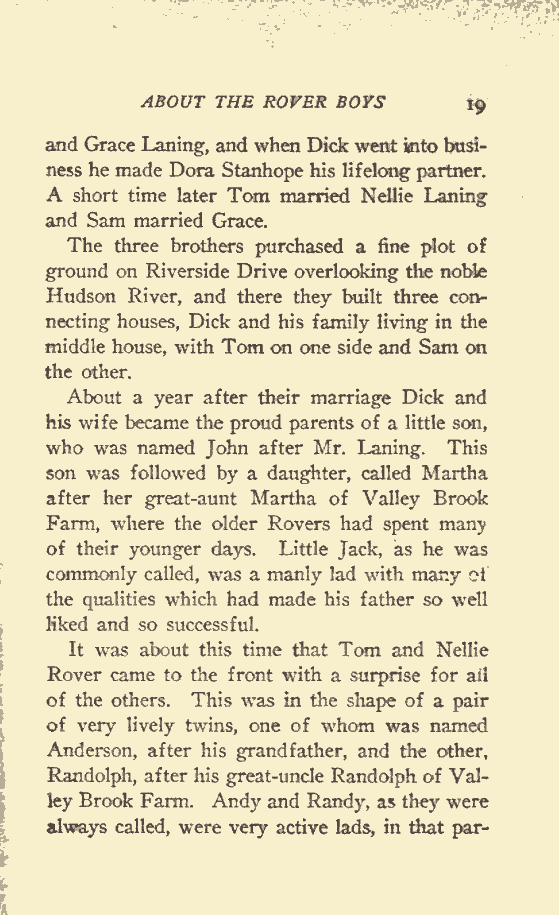 ABOUT THE ROVER BOYS 19
and Grace Laning, and when Dick went into busi-
ness he made Dora Stanhope his lifelong partner.
A short time later Tom married Nellie Laning
and Sam married Grace.
The three brothers purchased a fine plot of
ground on Riverside Drive overlooking the noble
Hudson River, and there they built three con-
necting houses, Dick and his family living in the
middle house, with Tom on one side and Sam on
the other.
About a year after their marriage Dick and
his wife became the proud parents of a little son,
who was named John after Mr. Laning. This
son was followed by a daughter, called Martha
after her great-aunt Martha of Valley Brook
Farm, where the older Rovers had spent many
of their younger days. Little Jack, as he was
commonly called, was a manly lad with many of
the qualities which had made his father so well
liked and so successful.
It was about this time that Tom and Nellie
Rover came to the front with a surprise for all
of the others. This was in the shape of a pair
of very lively twins, one of whom was named
Anderson, after his grandfather, and the other,
Randolph, after his great-uncle Randolph of Val-
ley Brook Farm. Andy and Randy, as they were
always called, were very active lads, in that par-